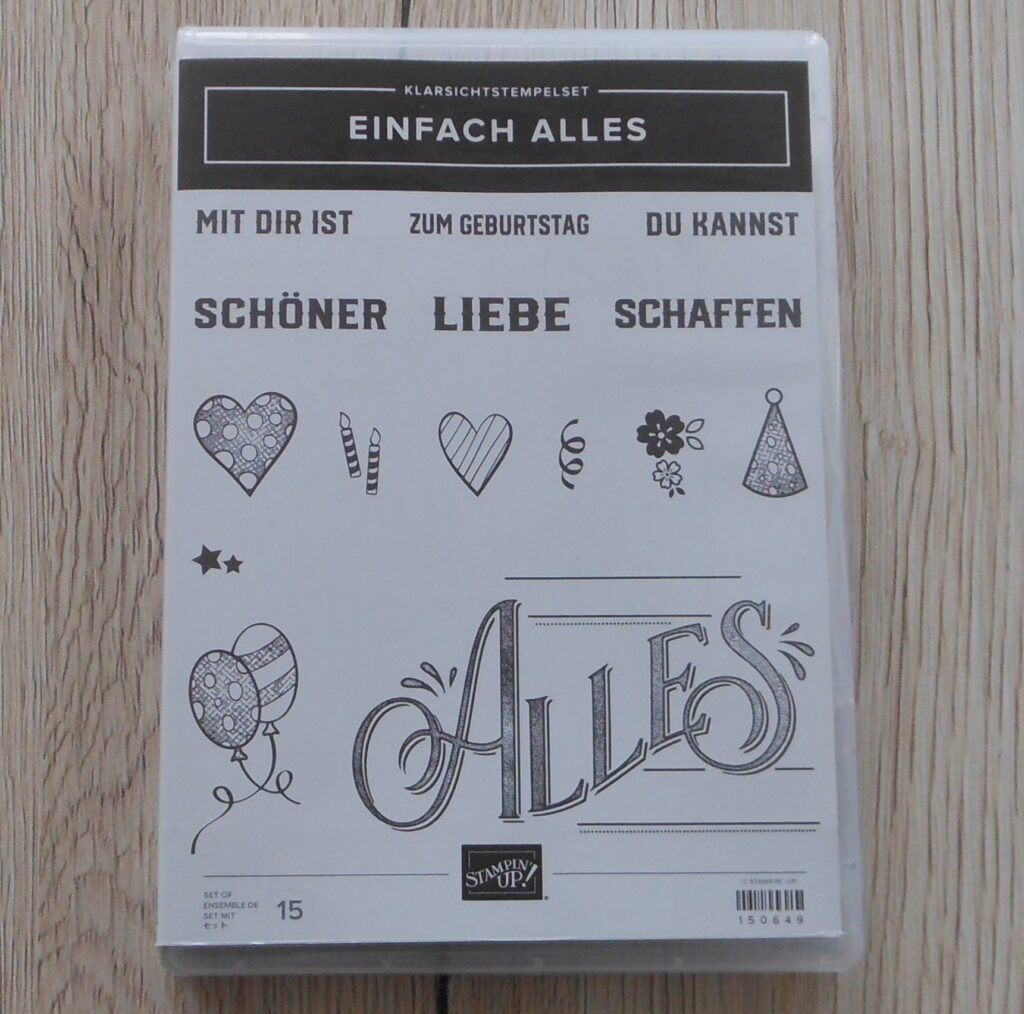 KLARSICHTSTEMPELSET
EINFACH ALLES
MIT DIR IST ZUM GEBURTSTAG DU KANNST
SCHÖNER LIEBE SCHAFFEN
ALLES
STAMPIN'
UP!
SET OF
ENSEMBLE DE
SET MIT
セット
15
© STAMPIN' UP!
150649